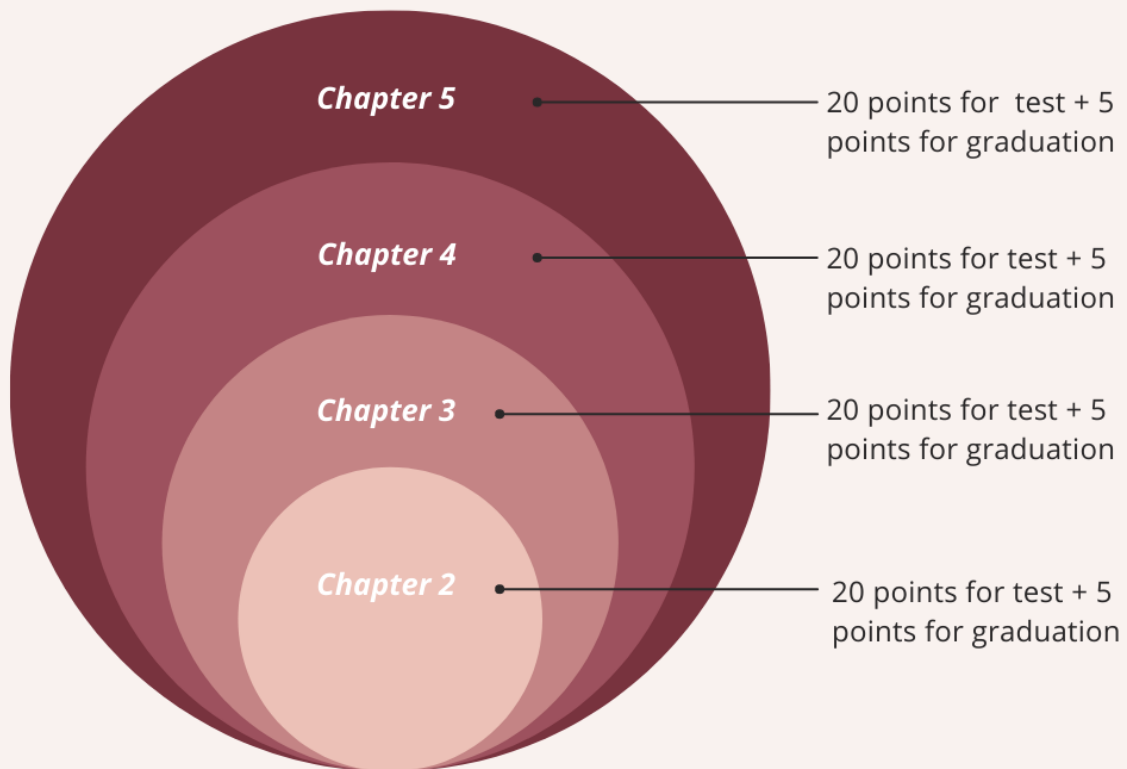 Chapter 5
20 points for  test + 5
points for graduation
Chapter 4
20 points for test + 5
points for graduation
Chapter 3
20 points for test + 5
points for graduation
Chapter 2
20 points for test + 5
points for graduation